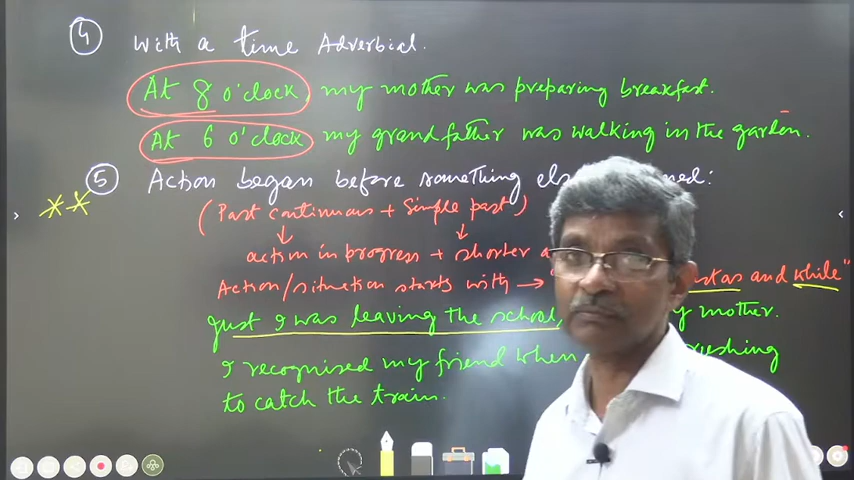 4 With a time Adverbial.
At 8 o'clock, my mother was preparing breakfast.
At 6 o'clock my grandfather was walking in the garden.
** 5 Action began before something
(Past continuous + Simple past)
↓ ↓
action in progress + shorter
Action/situation starts with → and while"
Just I was leaving the school, my mother.
I recognised my friend when
to catch the train.